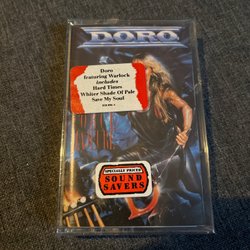 DORO
Doro
featuring Warlock
includes
Hard Times
Whiter Shade Of Pale
Save My Soul
SPECIALLY PRICED
SOUND
SAVERS